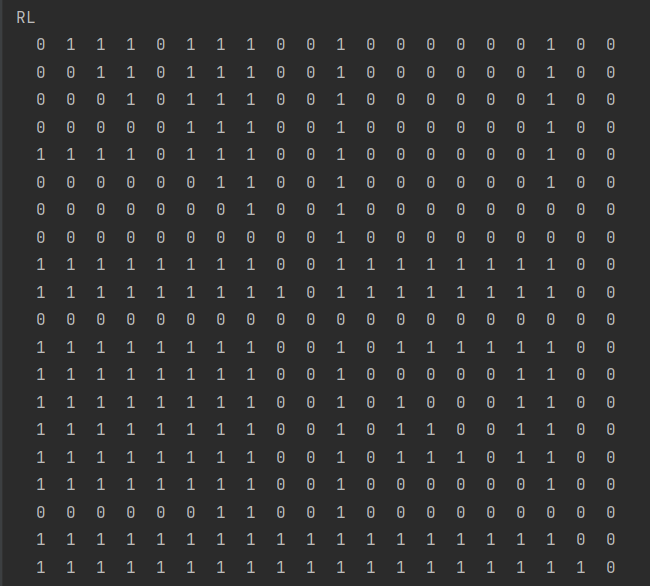 RL
0 1 1 1 0 1 1 1 0 0 1 0 0 0 0 0 0 1 0 0
0 0 1 1 0 1 1 1 0 0 1 0 0 0 0 0 0 1 0 0
0 0 0 1 0 1 1 1 0 0 1 0 0 0 0 0 0 1 0 0
0 0 0 0 0 1 1 1 0 0 1 0 0 0 0 0 0 1 0 0
1 1 1 1 0 1 1 1 0 0 1 0 0 0 0 0 0 1 0 0
0 0 0 0 0 0 1 1 0 0 1 0 0 0 0 0 0 1 0 0
0 0 0 0 0 0 0 1 0 0 1 0 0 0 0 0 0 0 0 0
0 0 0 0 0 0 0 0 0 0 1 0 0 0 0 0 0 0 0 0
1 1 1 1 1 1 1 1 0 0 1 1 1 1 1 1 1 1 0 0
1 1 1 1 1 1 1 1 1 0 1 1 1 1 1 1 1 1 0 0
0 0 0 0 0 0 0 0 0 0 0 0 0 0 0 0 0 0 0 0
1 1 1 1 1 1 1 1 0 0 1 0 1 1 1 1 1 1 0 0
1 1 1 1 1 1 1 1 0 0 1 0 0 0 0 0 1 1 0 0
1 1 1 1 1 1 1 1 0 0 1 0 1 0 0 0 1 1 0 0
1 1 1 1 1 1 1 1 0 0 1 0 1 1 0 0 1 1 0 0
1 1 1 1 1 1 1 1 0 0 1 0 1 1 1 0 1 1 0 0
1 1 1 1 1 1 1 1 0 0 1 0 0 0 0 0 0 1 0 0
0 0 0 0 0 0 1 1 0 0 1 0 0 0 0 0 0 0 0 0
1 1 1 1 1 1 1 1 1 1 1 1 1 1 1 1 1 1 0 0
1 1 1 1 1 1 1 1 1 1 1 1 1 1 1 1 1 1 1 0